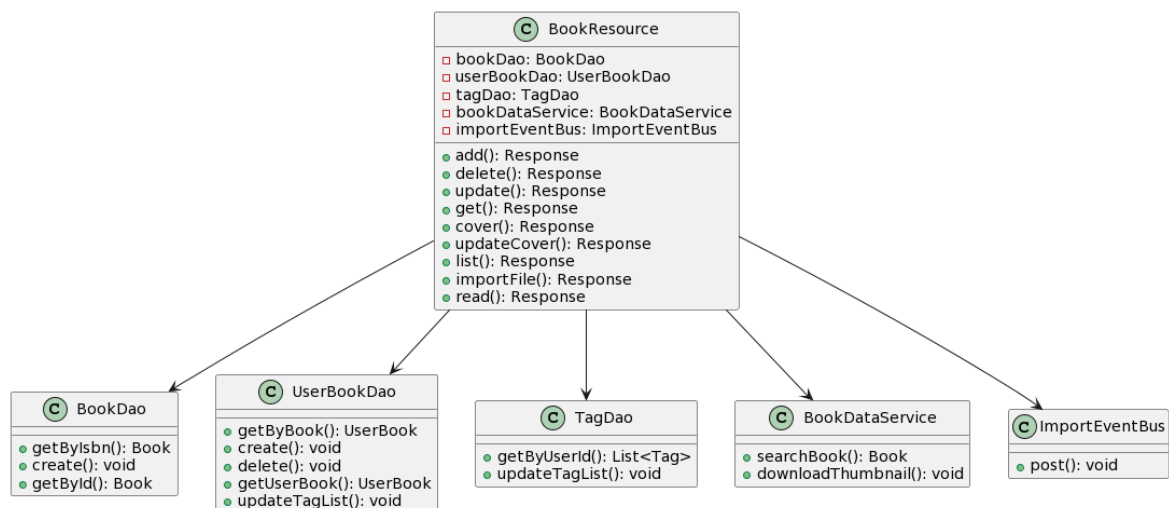 C BookResource
bookDao: BookDao
userBookDao: UserBookDao
tagDao: TagDao
bookDataService: BookDataService
importEventBus: ImportEventBus
add(): Response
delete(): Response
update(): Response
get(): Response
cover(): Response
updateCover(): Response
list(): Response
importFile(): Response
read(): Response
C BookDao
getByIsbn(): Book
create(): void
getById(): Book
C UserBookDao
getByBook(): UserBook
create(): void
delete(): void
getUserBook(): UserBook
updateTagList(): void
C TagDao
getByUserId(): List<Tag>
updateTagList(): void
C BookDataService
searchBook(): Book
downloadThumbnail(): void
C ImportEventBus
post(): void